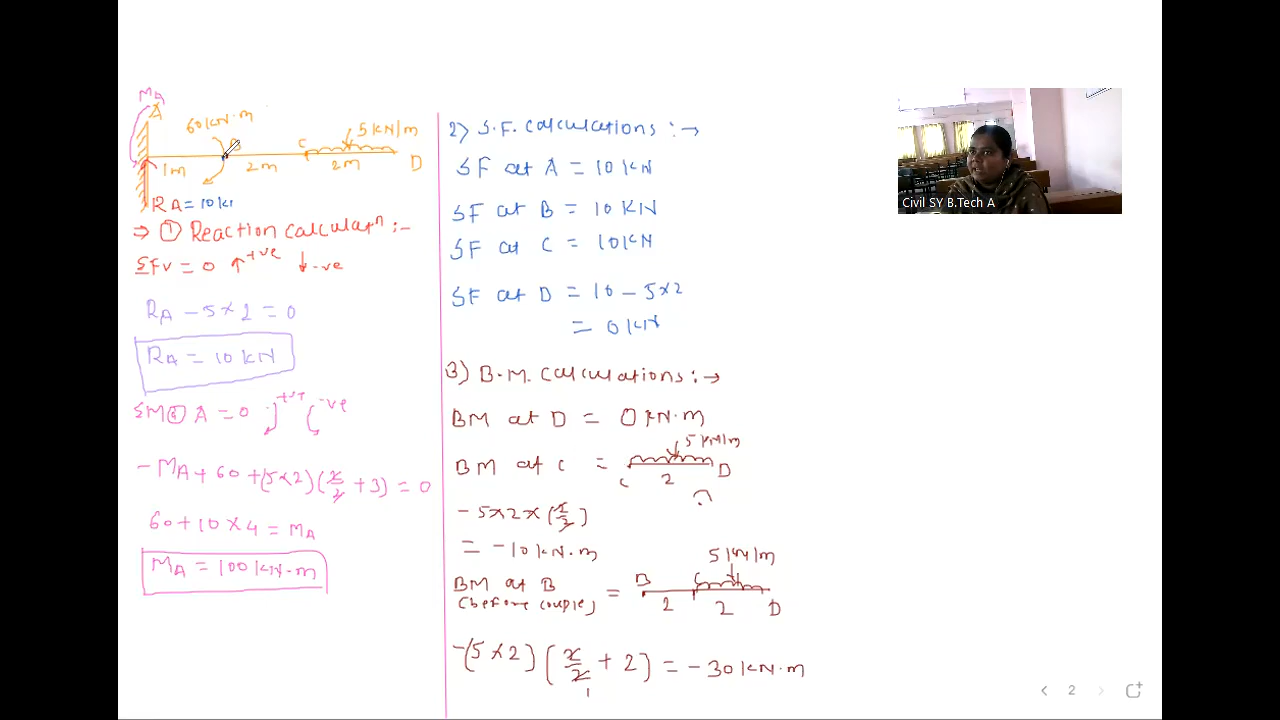 MA
A
60 kN·m
B
C
5 kN/m
1m
2m
2m
D
RA = 10 kN
⇒ ① Reaction calculatn :-
ΣFV = 0 ↑+ve ↓-ve
RA - 5×2 = 0
RA = 10 kN
ΣM@A = 0 +ve -ve
-MA + 60 + (5×2)(2/2 + 3) = 0
60 + 10 × 4 = MA
MA = 100 kN·m
2) S.F. calculations :→
SF at A = 10 kN
SF at B = 10 KN
SF at C = 10 kN
SF at D = 10 - 5×2
= 0 kN
3) B.M. calculations :→
BM at D = 0 kN·m
BM at C =
5 kN/m
C 2 D
-5×2×(2/2)
= -10 kN·m
BM at B
(before couple) =
5 kN/m
B C
2 2 D
-(5×2)(2/2 + 2) = -30 kN·m
1
Civil SY B.Tech A
2